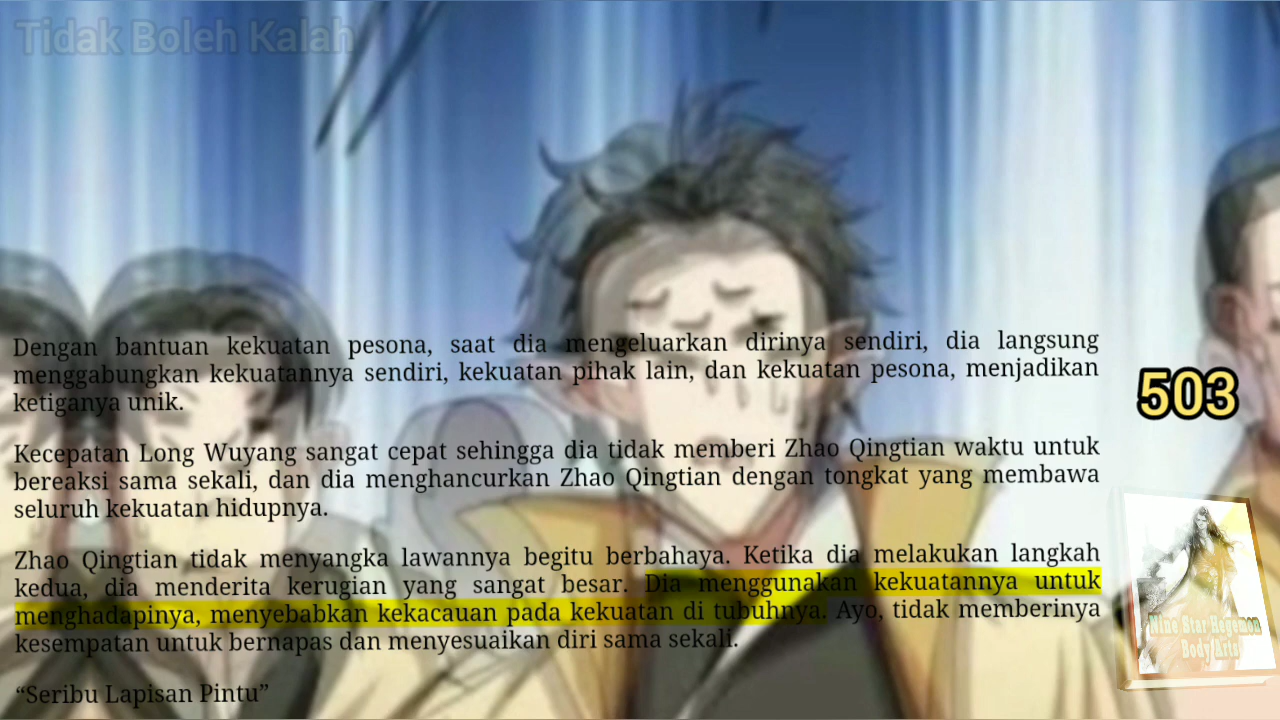 Tidak Boleh Kalah
Dengan bantuan kekuatan pesona, saat dia mengeluarkan dirinya sendiri, dia langsung
menggabungkan kekuatannya sendiri, kekuatan pihak lain, dan kekuatan pesona, menjadikan
ketiganya unik.
503
Kecepatan Long Wuyang sangat cepat sehingga dia tidak memberi Zhao Qingtian waktu untuk
bereaksi sama sekali, dan dia menghancurkan Zhao Qingtian dengan tongkat yang membawa
seluruh kekuatan hidupnya.
Zhao Qingtian tidak menyangka lawannya begitu berbahaya. Ketika dia melakukan langkah
kedua, dia menderita kerugian yang sangat besar. Dia menggunakan kekuatannya untuk
menghadapinya, menyebabkan kekacauan pada kekuatan di tubuhnya. Ayo, tidak memberinya
kesempatan untuk bernapas dan menyesuaikan diri sama sekali.
“Seribu Lapisan Pintu”
Nine Star Hegemon
Body Arts